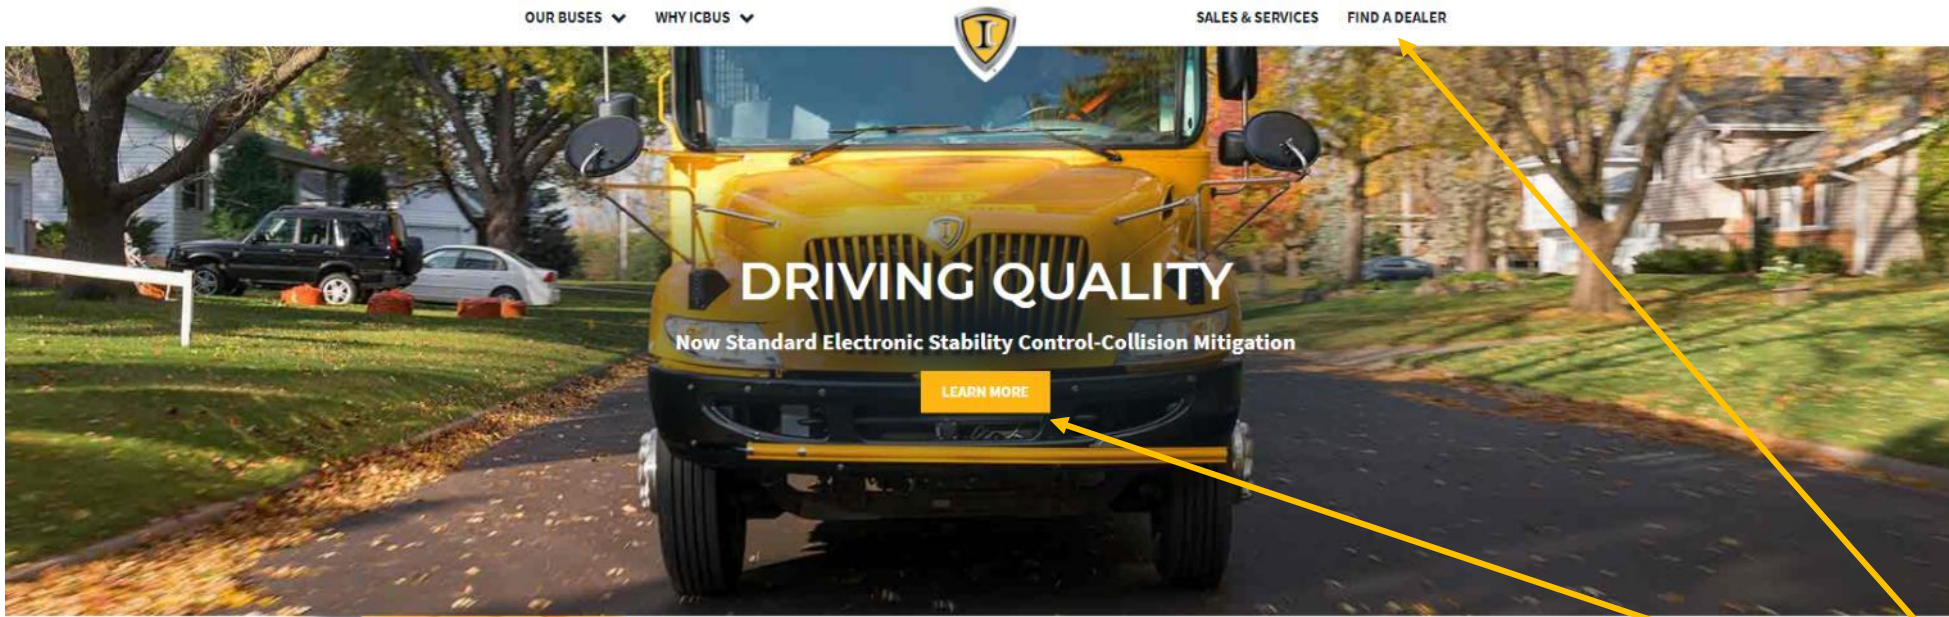 OUR BUSES WHY ICBUS SALES & SERVICES FIND A DEALER
DRIVING QUALITY
Now Standard Electronic Stability Control-Collision Mitigation
LEARN MORE